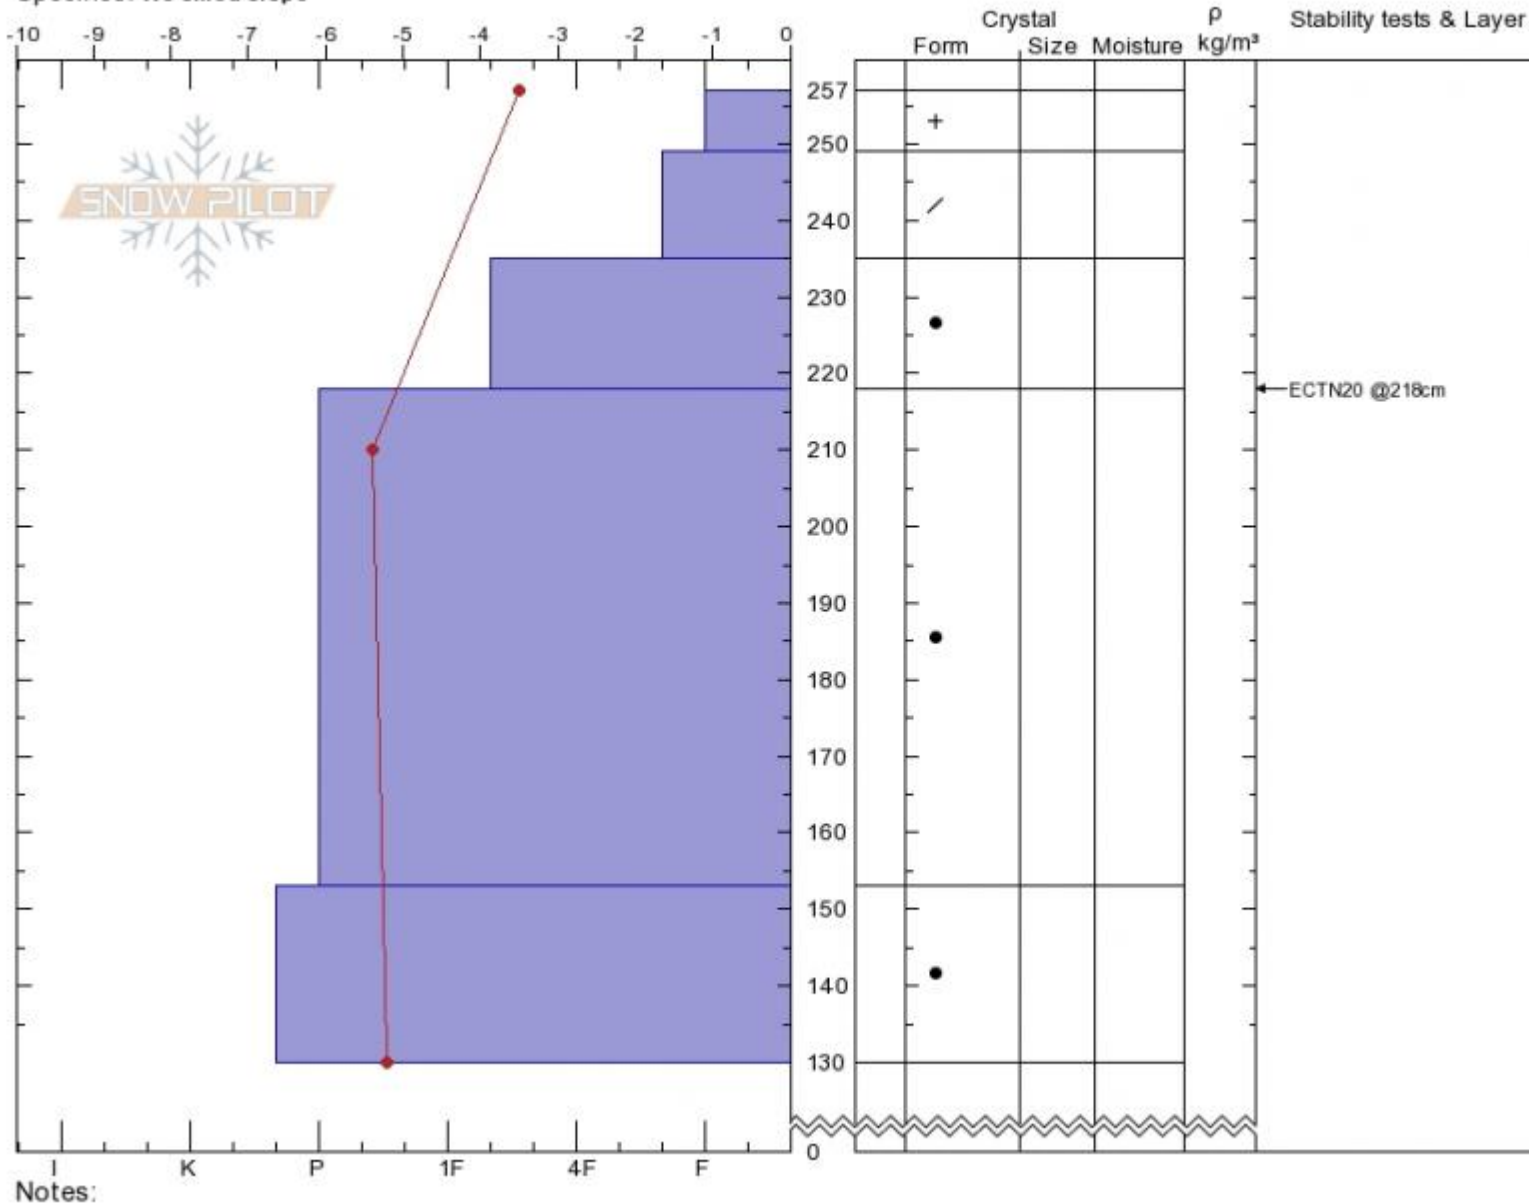 -10 -9 -8 -7 -6 -5 -4 -3 -2 -1 0
Crystal
Form Size Moisture
ρ
kg/m³
Stability tests & Layer
SNOW PILOT
257
250
240
230
220
210
200
190
180
170
160
150
140
130
0
ECTN20 @218cm
I K P 1F 4F F
Notes: